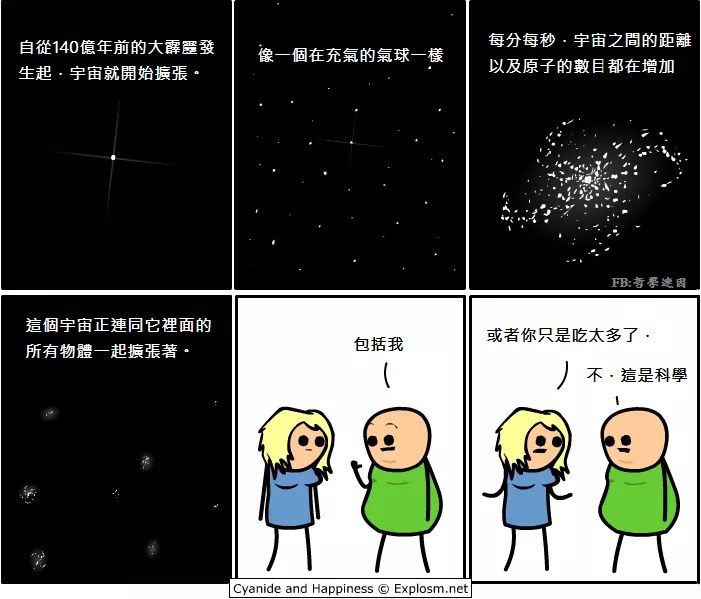 自從140億年前的大霹靂發
生起．宇宙就開始擴張。
像一個在充氣的氣球一樣
每分每秒．宇宙之間的距離
以及原子的數目都在增加
FB:哲學迷因
這個宇宙正連同它裡面的
所有物體一起擴張著。
包括我
或者你只是吃太多了．
不．這是科學
Cyanide and Happiness © Explosm.net